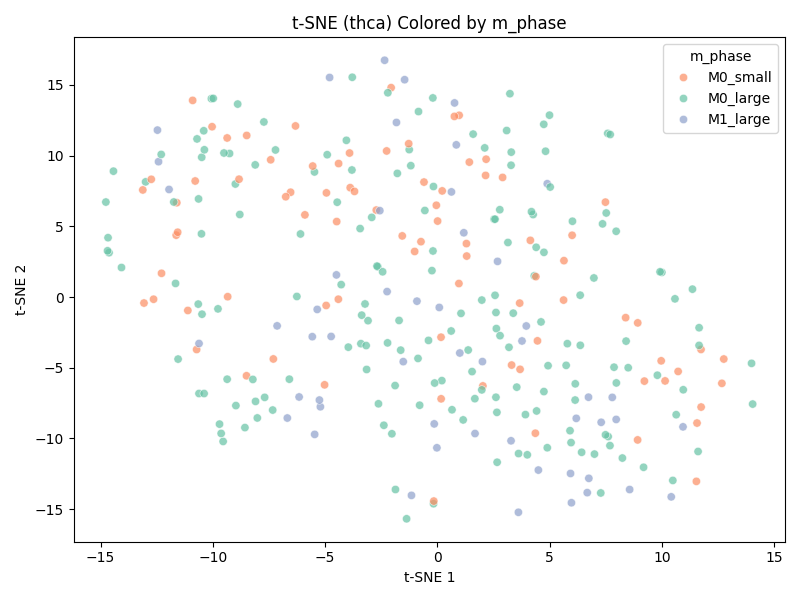 t-SNE (thca) Colored by m_phase
m_phase
M0_small
M0_large
M1_large
15
10
5
0
−5
−10
−15
t-SNE 2
−15
−10
−5
0
5
10
15
t-SNE 1